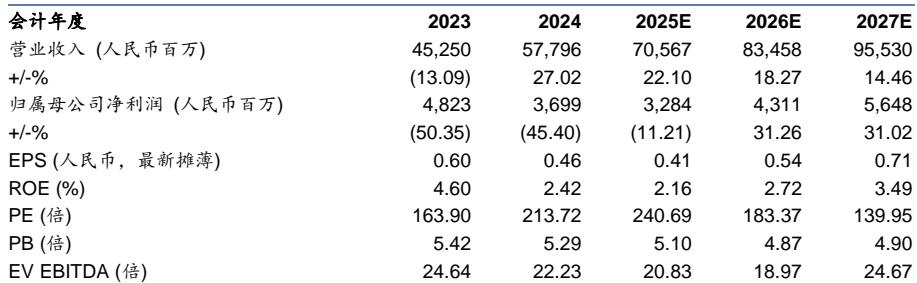 会计年度 2023 2024 2025E 2026E 2027E
营业收入 (人民币百万) 45,250 57,796 70,567 83,458 95,530
+/-% (13.09) 27.02 22.10 18.27 14.46
归属母公司净利润 (人民币百万) 4,823 3,699 3,284 4,311 5,648
+/-% (50.35) (45.40) (11.21) 31.26 31.02
EPS (人民币，最新摊薄) 0.60 0.46 0.41 0.54 0.71
ROE (%) 4.60 2.42 2.16 2.72 3.49
PE (倍) 163.90 213.72 240.69 183.37 139.95
PB (倍) 5.42 5.29 5.10 4.87 4.90
EV EBITDA (倍) 24.64 22.23 20.83 18.97 24.67